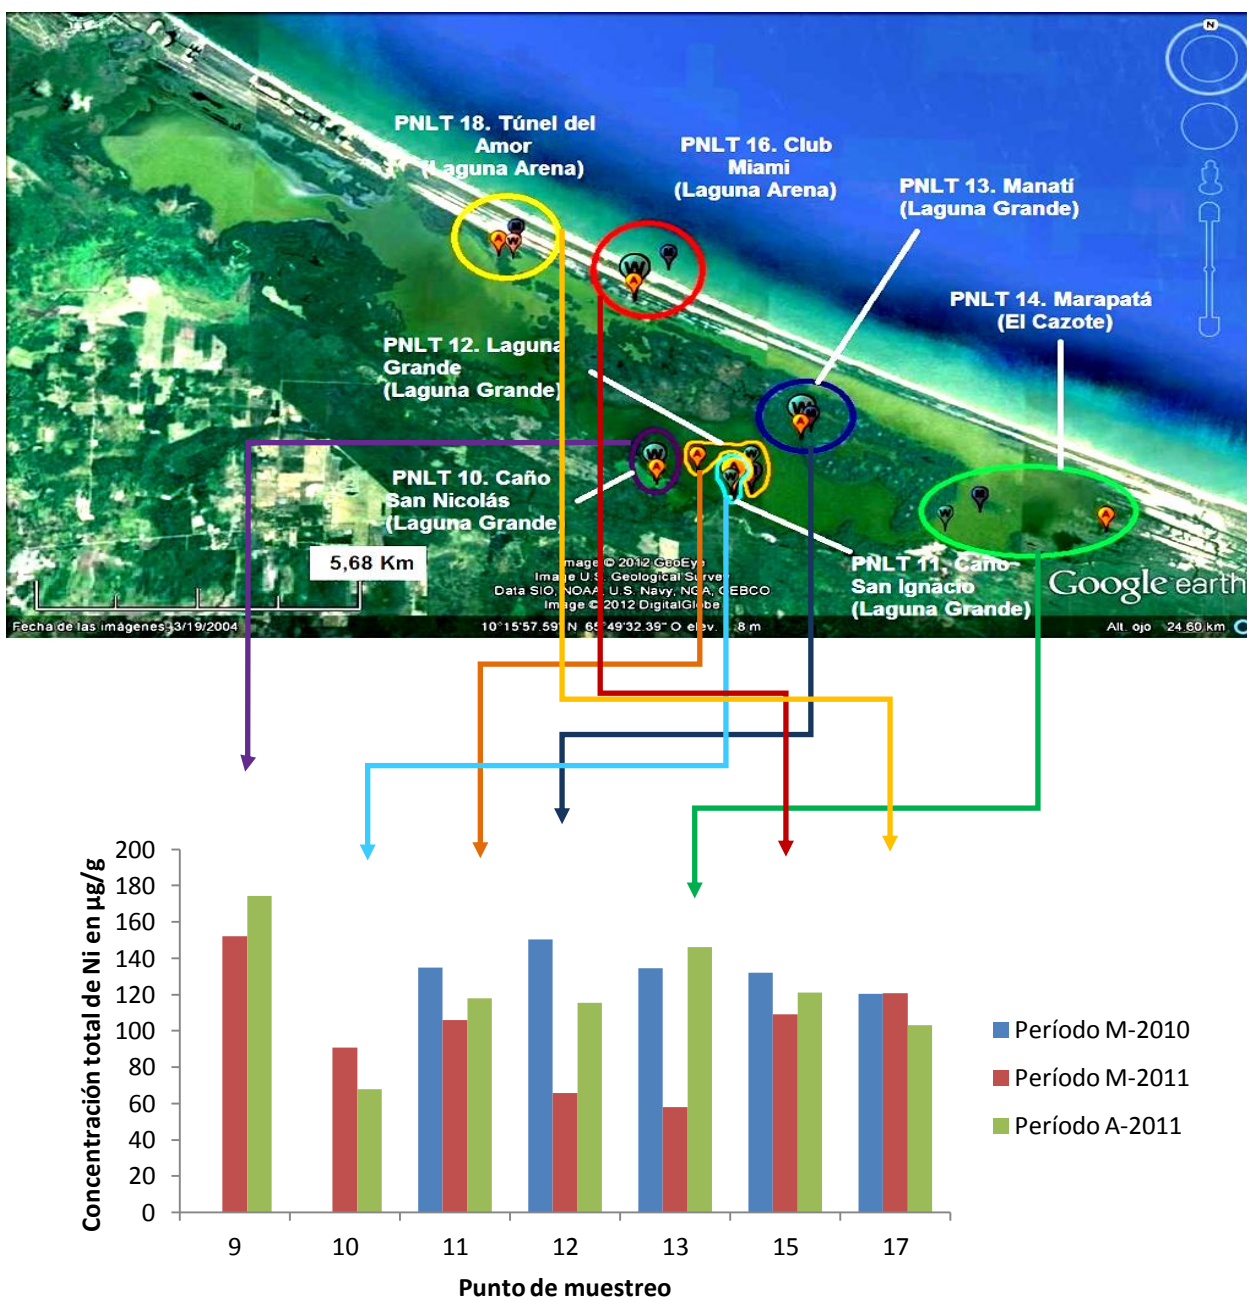 N
PNLT 18. Túnel del
Amor
(Laguna Arena)
PNLT 16. Club
Miami
(Laguna Arena)
PNLT 13. Manatí
(Laguna Grande)
PNLT 14. Marapatá
(El Cazote)
PNLT 12. Laguna
Grande
(Laguna Grande)
PNLT 10. Caño
San Nicolás
(Laguna Grande)
PNLT 11, Caño
San Ignacio
(Laguna Grande)
M
A
W
W
A
M
W
A
W
A
A
W
A
W
W
M
A
5,68 Km
Image © 2012 GeoEye
Image U.S. Geological Survey
Data SIO, NOAA, U.S. Navy, NGA, GEBCO
Image © 2012 DigitalGlobe
Google earth
Fecha de las imágenes: 3/19/2004
10°15'57.59" N 65°49'32.39" O elev. 8 m
Alt. ojo 24.60 km
Concentración total de Ni en µg/g
200
180
160
140
120
100
80
60
40
20
0
9 10 11 12 13 15 17
Punto de muestreo
Período M-2010
Período M-2011
Período A-2011